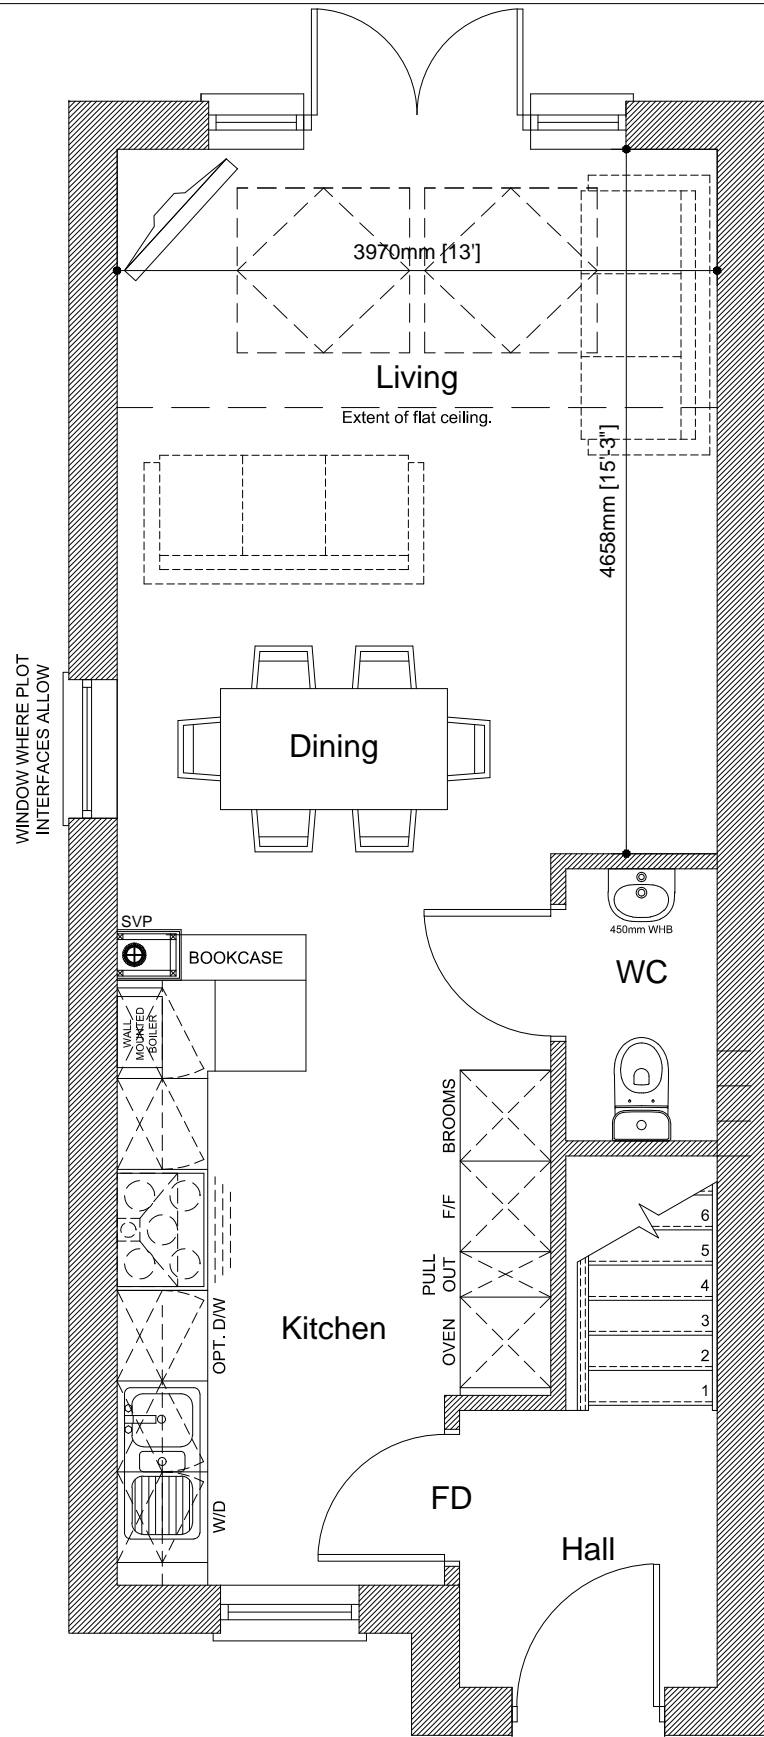 3970mm [13']
Living
Extent of flat ceiling.
4658mm [15'-3"]
WINDOW WHERE PLOT
INTERFACES ALLOW
Dining
SVP
BOOKCASE
450mm WHB
WC
WALL
MOUNTED
BOILER
BROOMS
F/F
PULL
OUT
OVEN
6
5
4
3
2
1
OPT. D/W
Kitchen
W/D
FD
Hall